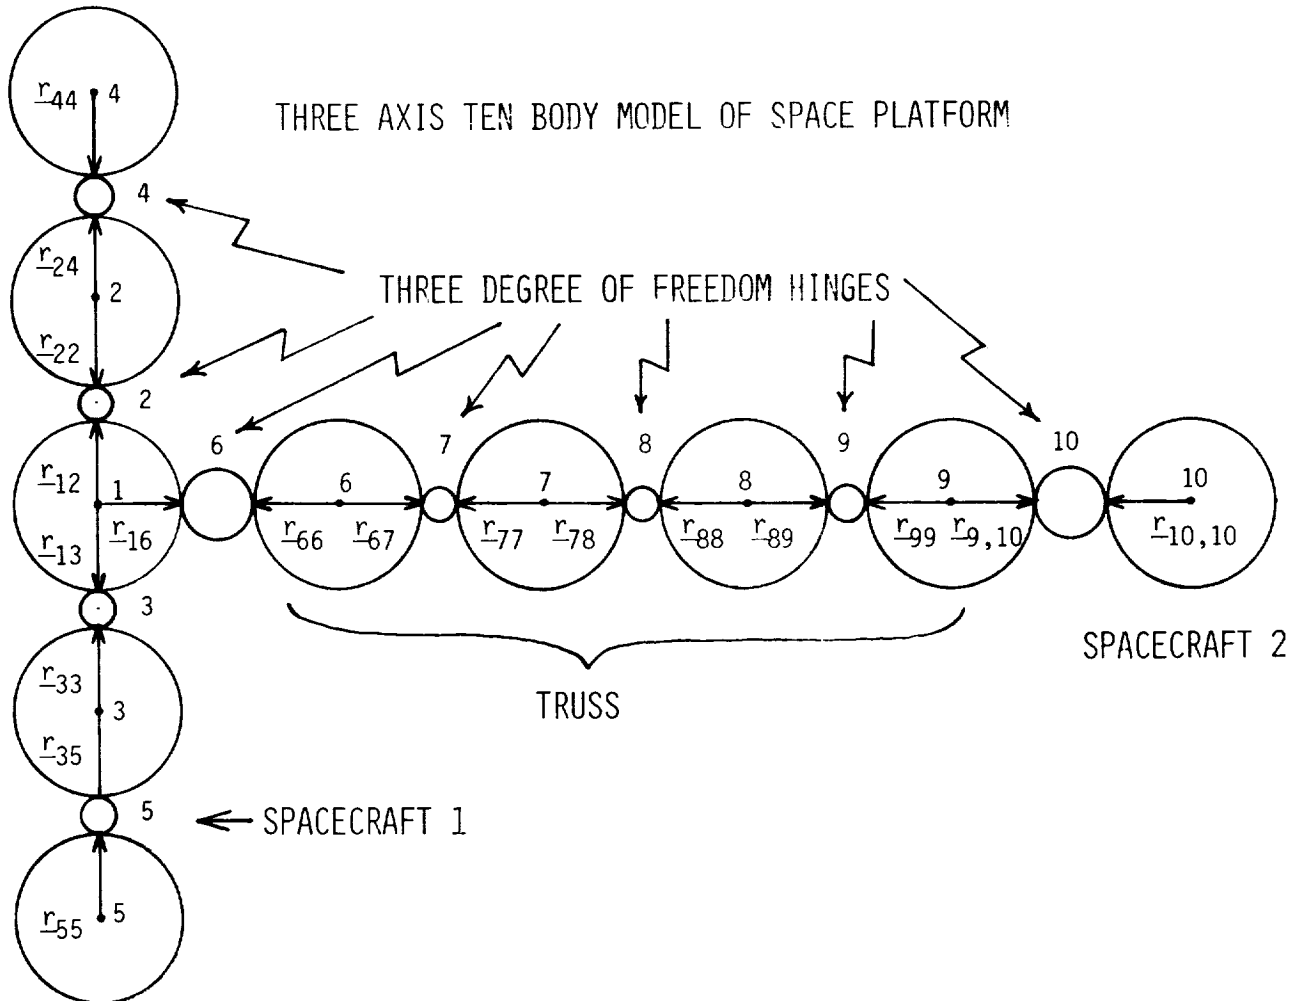 r44 4
THREE AXIS TEN BODY MODEL OF SPACE PLATFORM
4
r24
2
THREE DEGREE OF FREEDOM HINGES
r22
2
6 7 8 9 10
r12
1 6 7 8 9 10
r16 r66 r67 r77 r78 r88 r89 r99 r9,10 r10,10
r13
3
SPACECRAFT 2
r33
TRUSS
3
r35
5
SPACECRAFT 1
r55 5